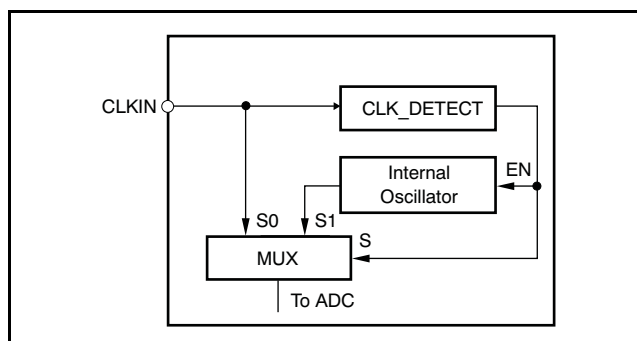 CLKIN
CLK_DETECT
Internal
Oscillator
EN
S0
S1
S
MUX
To ADC